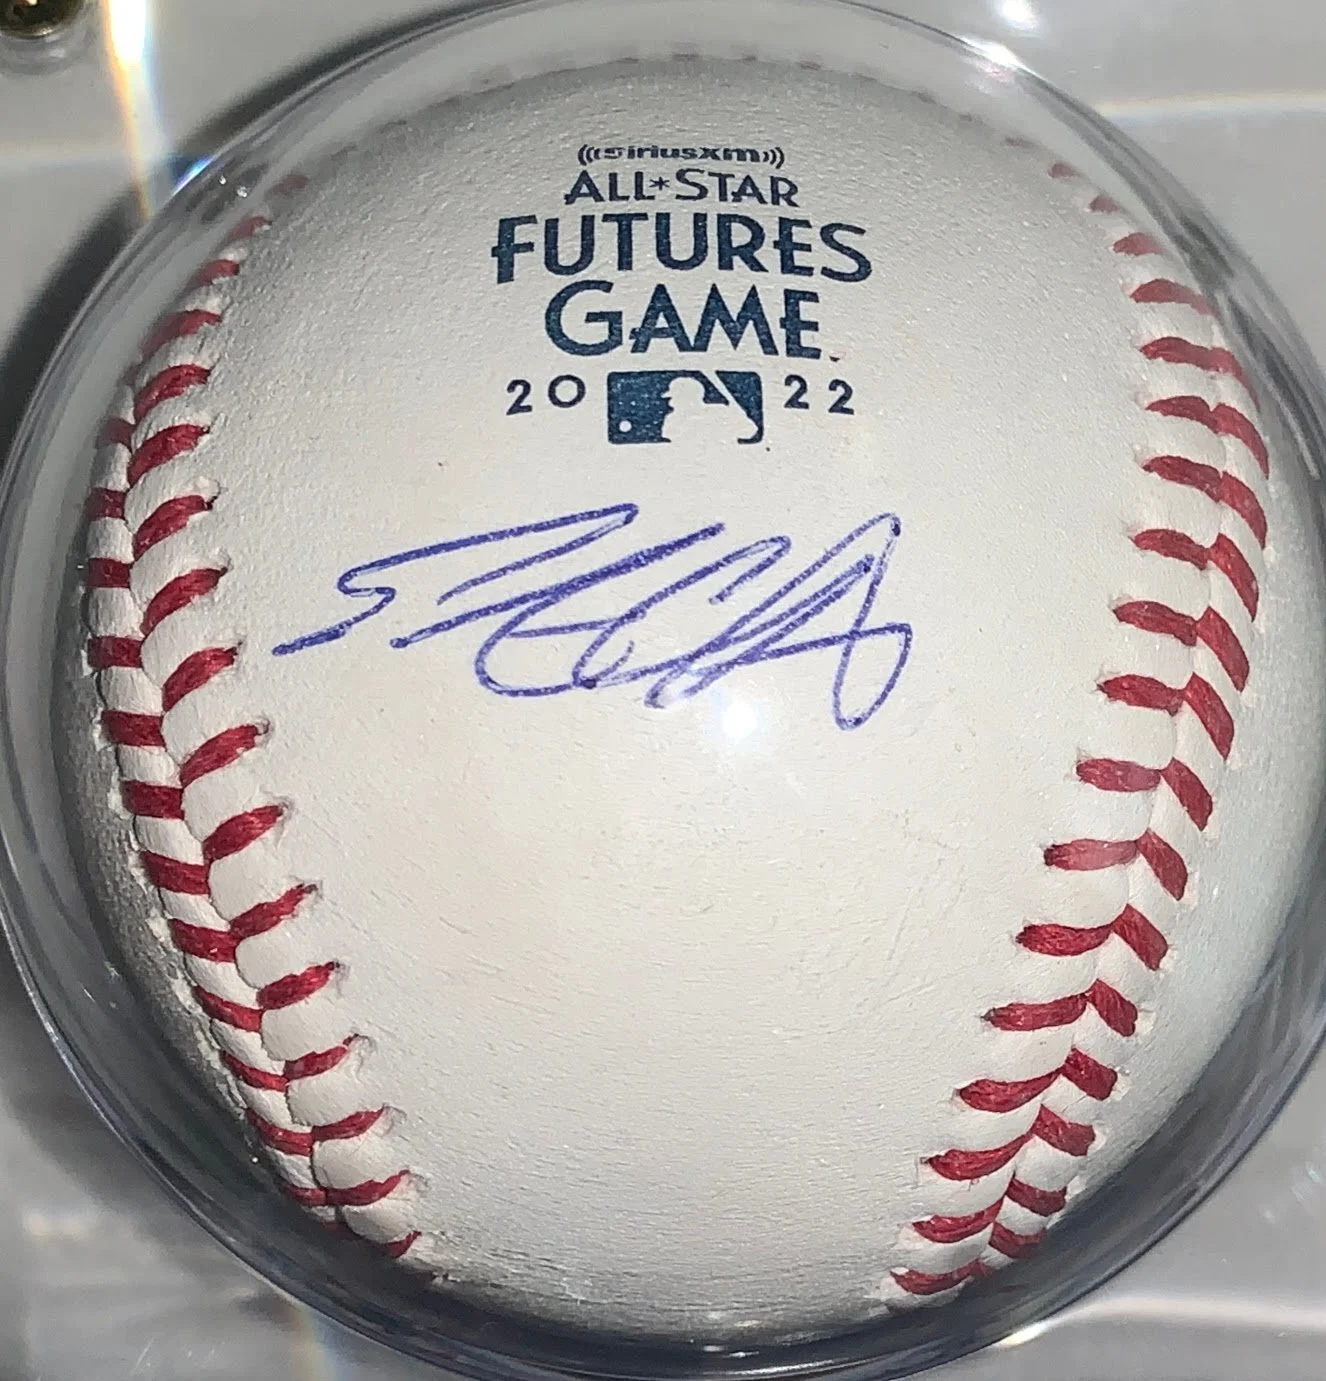 ((SiriusXM))
ALL★STAR
FUTURES
GAME.
20 22